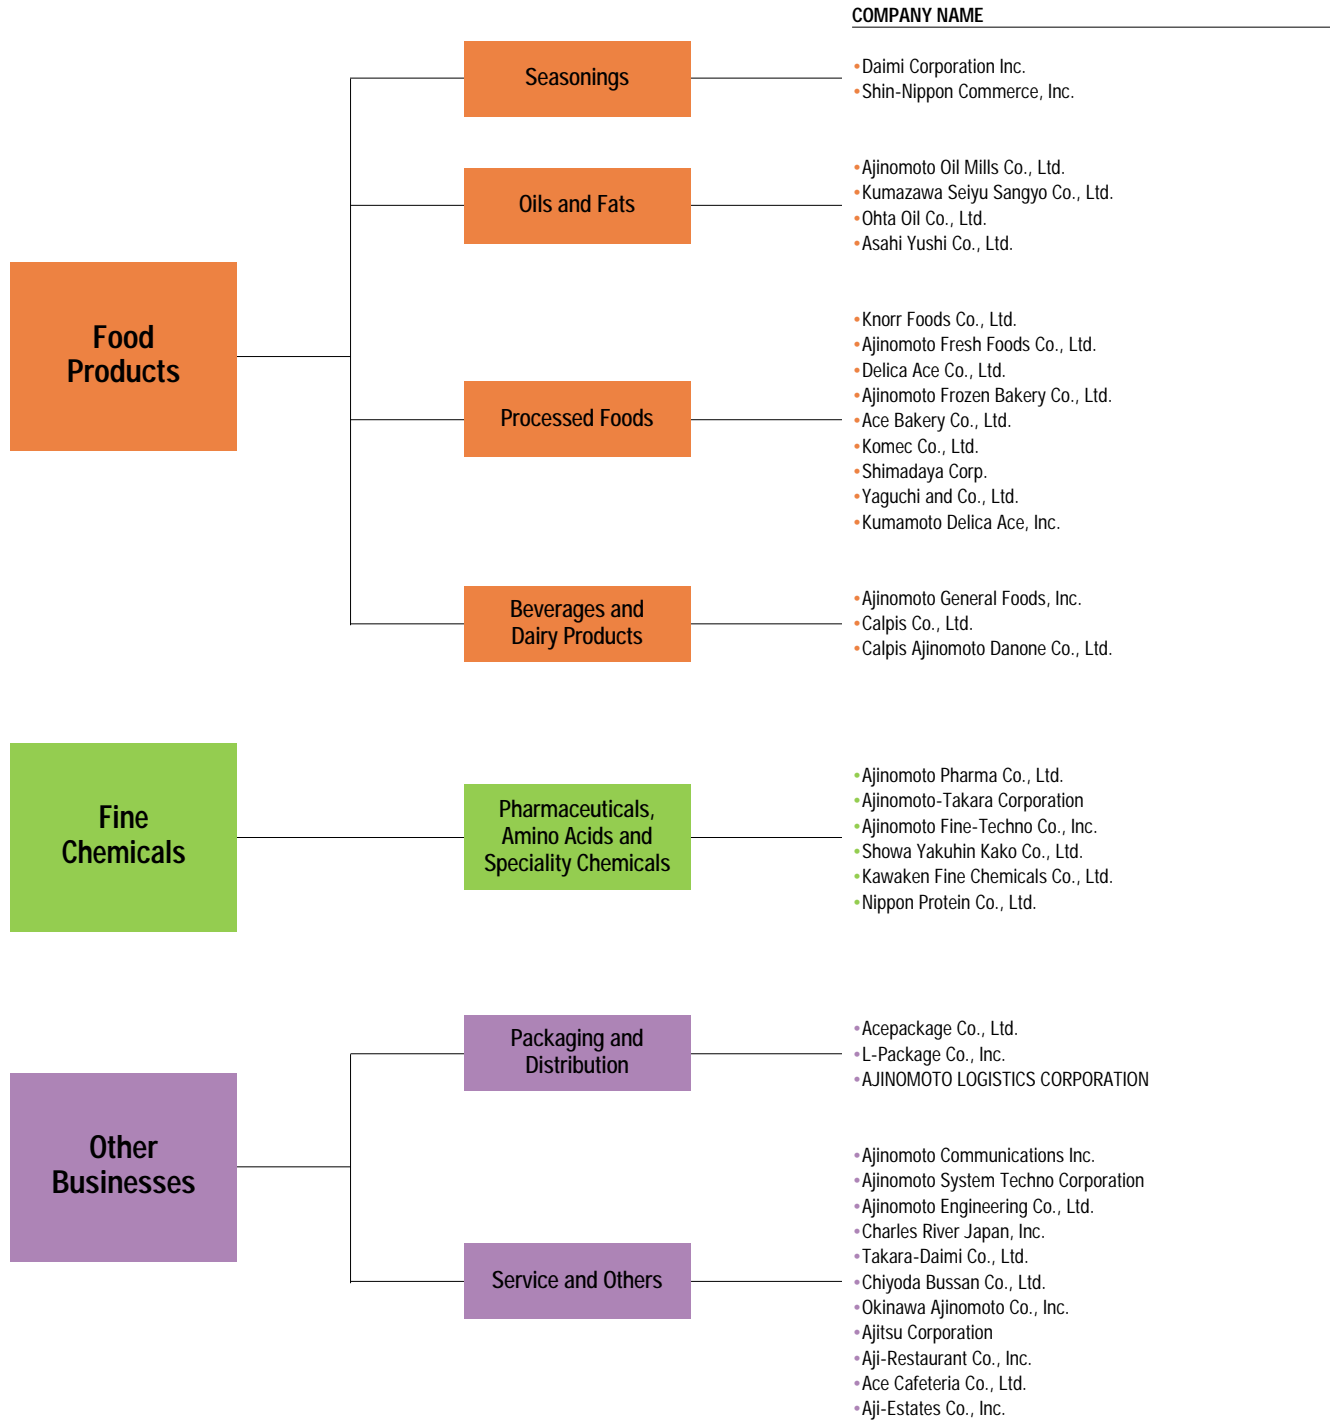 COMPANY NAME
Seasonings
•Daimi Corporation Inc.
•Shin-Nippon Commerce, Inc.
Oils and Fats
•Ajinomoto Oil Mills Co., Ltd.
•Kumazawa Seiyu Sangyo Co., Ltd.
•Ohta Oil Co., Ltd.
•Asahi Yushi Co., Ltd.
Food
Products
Processed Foods
•Knorr Foods Co., Ltd.
•Ajinomoto Fresh Foods Co., Ltd.
•Delica Ace Co., Ltd.
•Ajinomoto Frozen Bakery Co., Ltd.
•Ace Bakery Co., Ltd.
•Komec Co., Ltd.
•Shimadaya Corp.
•Yaguchi and Co., Ltd.
•Kumamoto Delica Ace, Inc.
Beverages and
Dairy Products
•Ajinomoto General Foods, Inc.
•Calpis Co., Ltd.
•Calpis Ajinomoto Danone Co., Ltd.
Fine
Chemicals
Pharmaceuticals,
Amino Acids and
Speciality Chemicals
•Ajinomoto Pharma Co., Ltd.
•Ajinomoto-Takara Corporation
•Ajinomoto Fine-Techno Co., Inc.
•Showa Yakuhin Kako Co., Ltd.
•Kawaken Fine Chemicals Co., Ltd.
•Nippon Protein Co., Ltd.
Other
Businesses
Packaging and
Distribution
•Acepackage Co., Ltd.
•L-Package Co., Inc.
•AJINOMOTO LOGISTICS CORPORATION
Service and Others
•Ajinomoto Communications Inc.
•Ajinomoto System Techno Corporation
•Ajinomoto Engineering Co., Ltd.
•Charles River Japan, Inc.
•Takara-Daimi Co., Ltd.
•Chiyoda Bussan Co., Ltd.
•Okinawa Ajinomoto Co., Inc.
•Ajitsu Corporation
•Aji-Restaurant Co., Inc.
•Ace Cafeteria Co., Ltd.
•Aji-Estates Co., Inc.